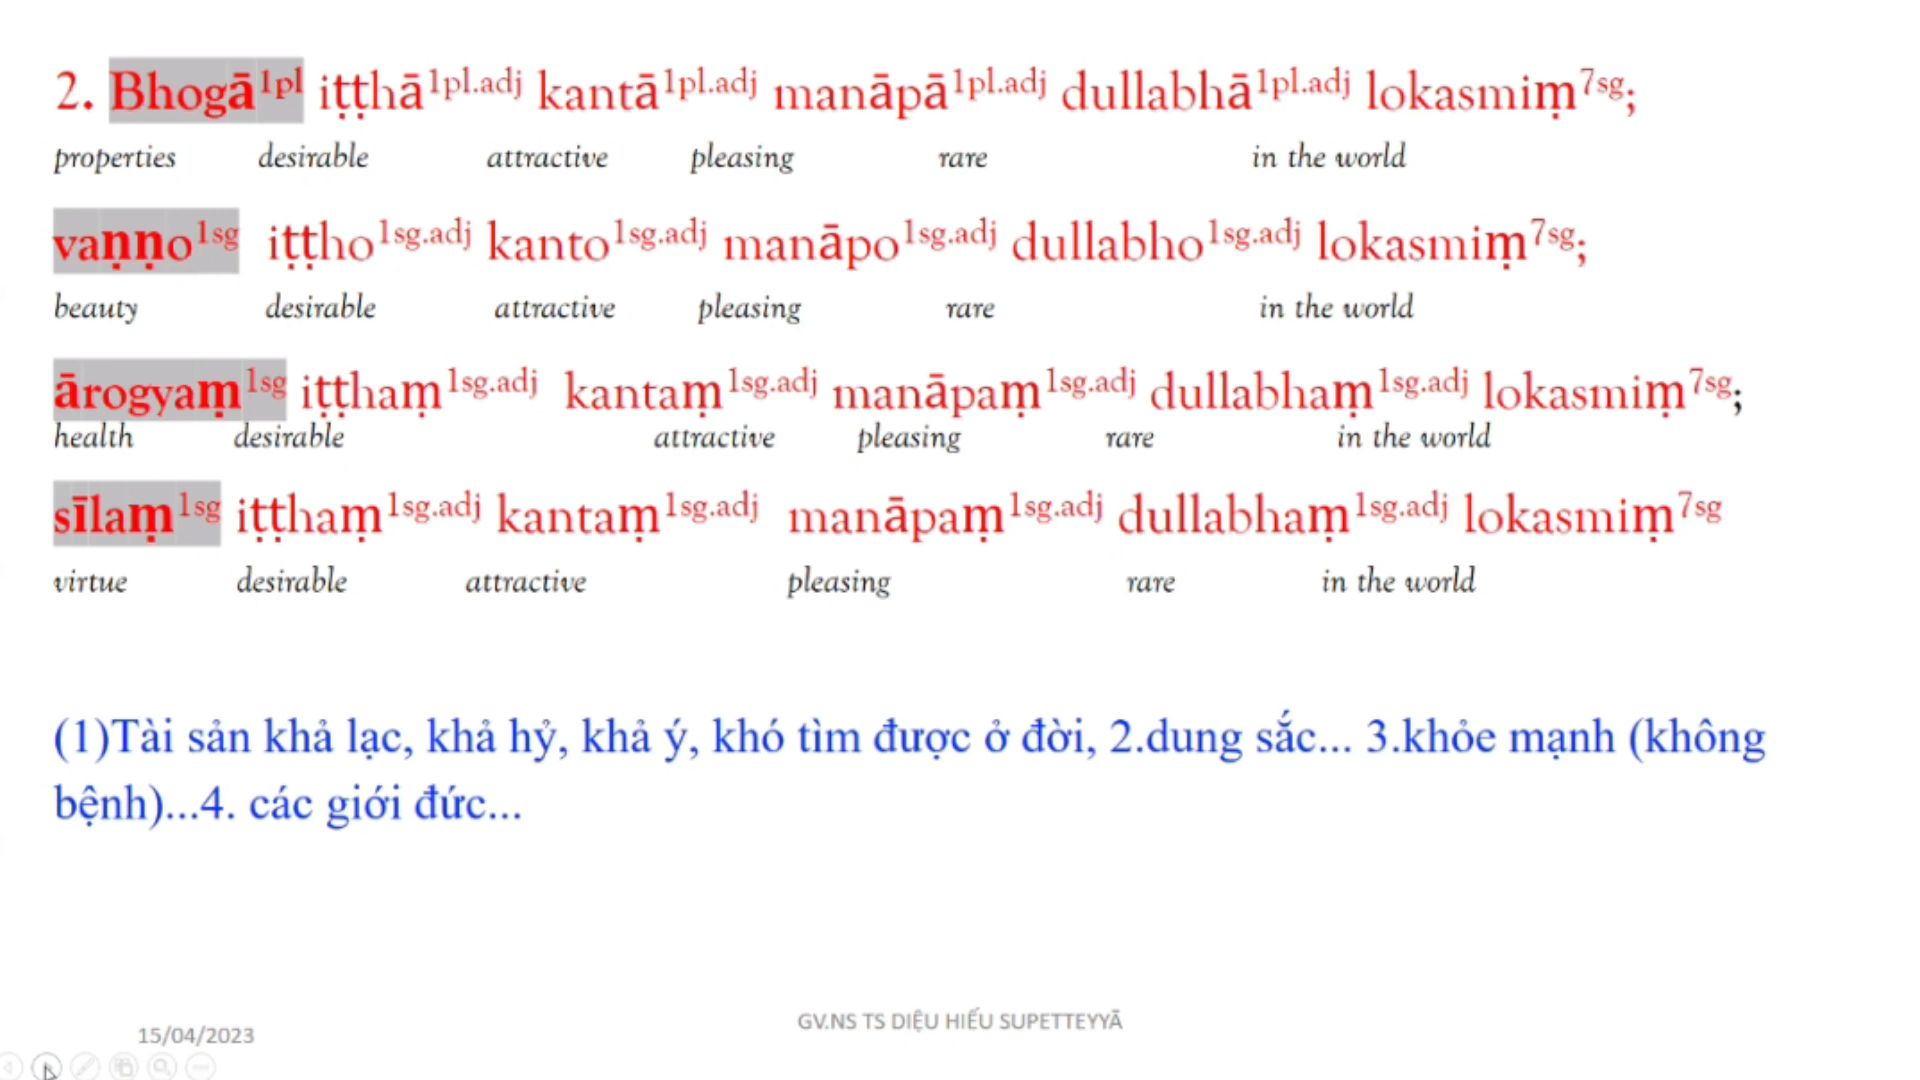 2. Bhogā1pl iṭṭhā1pl.adj kantā1pl.adj manāpā1pl.adj dullabhā1pl.adj lokasmiṃ7sg;
properties desirable attractive pleasing rare in the world
vaṇṇo1sg iṭṭho1sg.adj kanto1sg.adj manāpo1sg.adj dullabho1sg.adj lokasmiṃ7sg;
beauty desirable attractive pleasing rare in the world
ārogyaṃ1sg iṭṭhaṃ1sg.adj kantaṃ1sg.adj manāpaṃ1sg.adj dullabhaṃ1sg.adj lokasmiṃ7sg;
health desirable attractive pleasing rare in the world
sīlaṃ1sg iṭṭhaṃ1sg.adj kantaṃ1sg.adj manāpaṃ1sg.adj dullabhaṃ1sg.adj lokasmiṃ7sg
virtue desirable attractive pleasing rare in the world
(1)Tài sản khả lạc, khả hỷ, khả ý, khó tìm được ở đời, 2.dung sắc... 3.khỏe mạnh (không
bệnh)...4. các giới đức...
GV.NS TS DIỆU HIẾU SUPETTEYYĀ
15/04/2023